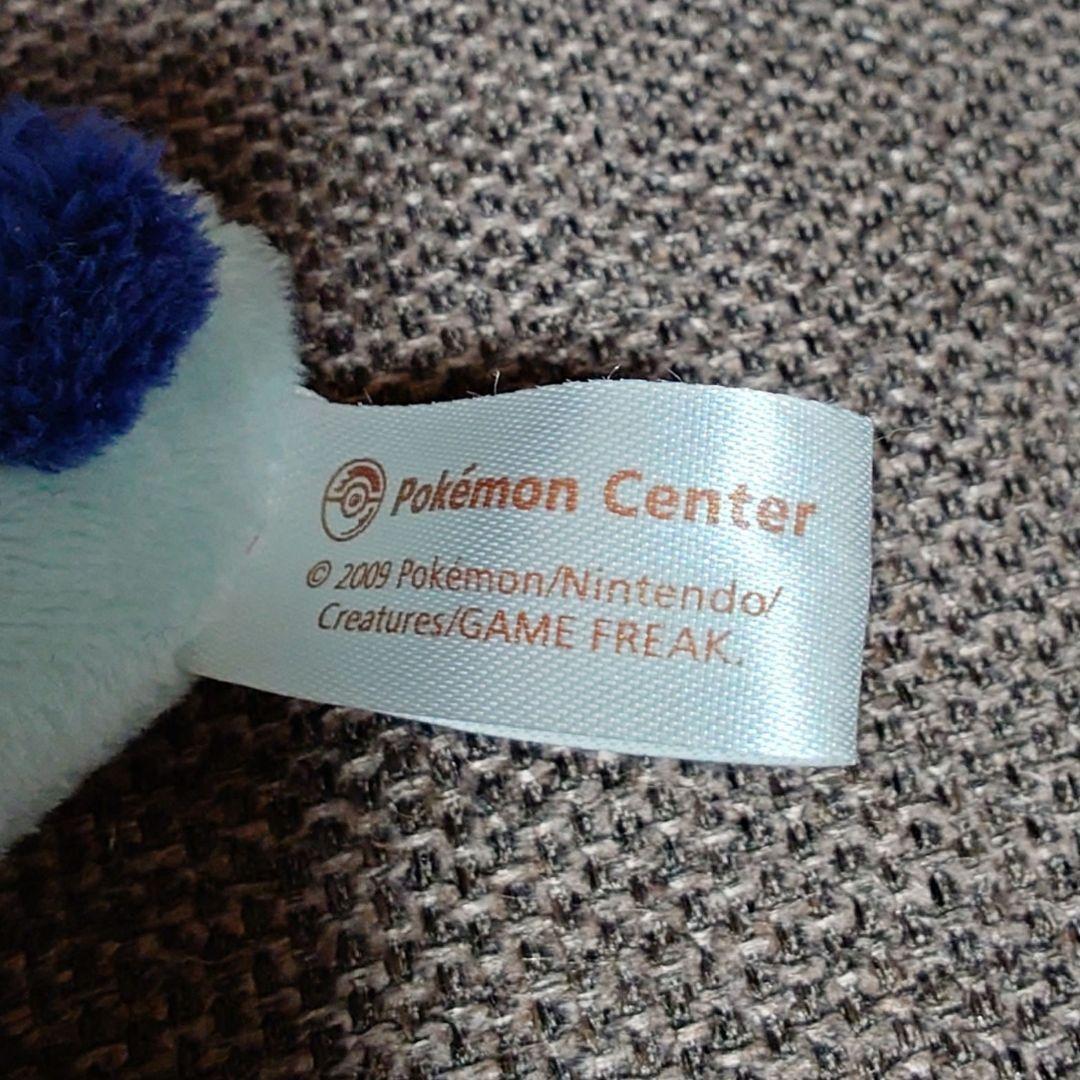 Pokémon Center
© 2009 Pokémon/Nintendo/
Creatures/GAME FREAK.